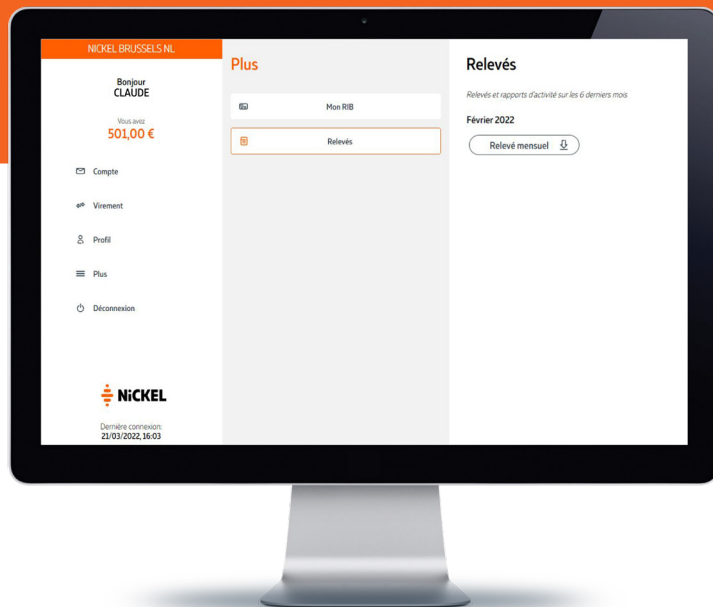 NICKEL BRUSSELS NL
Bonjour
CLAUDE
Vous avez
501,00 €
Compte
Virement
Profil
Plus
Déconnexion
NiCKEL
Dernière connexion:
21/03/2022, 16:03
Plus
Mon RIB
Relevés
Relevés
Relevés et rapports d'activité sur les 6 derniers mois
Février 2022
Relevé mensuel